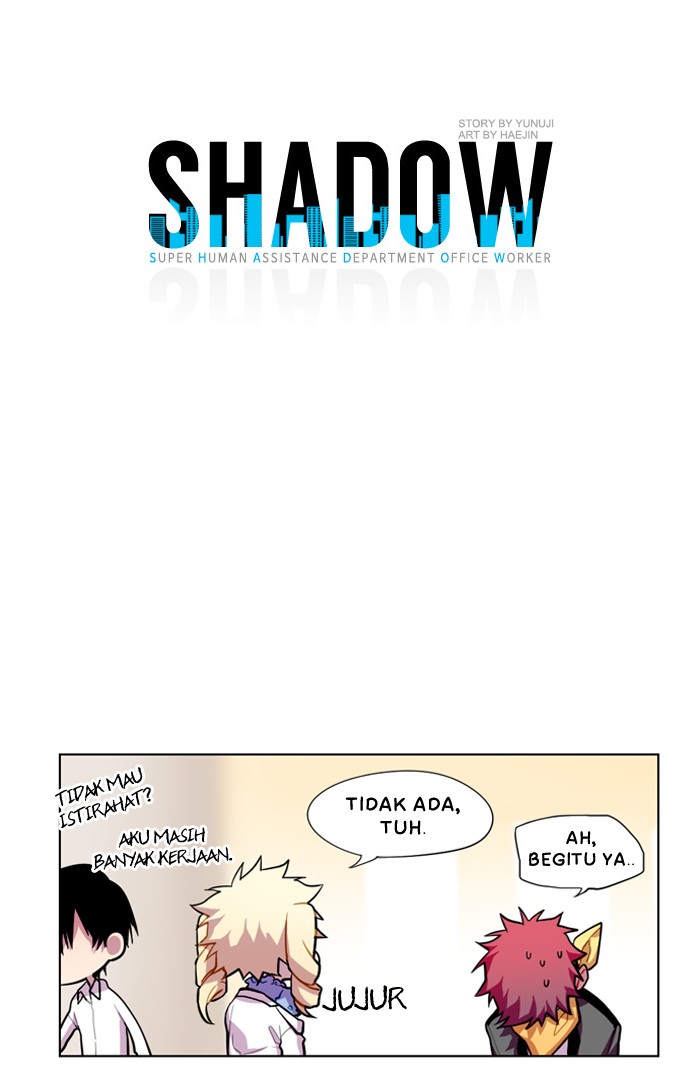 STORY BY YUNUJI
ART BY HAEJIN
SHADOW
SUPER HUMAN ASSISTANCE DEPARTMENT OFFICE WORKER
TIDAK MAU
ISTIRAHAT?
AKU MASIH
BANYAK KERJAAN.
TIDAK ADA,
TUH.
AH,
BEGITU YA..
JUJUR